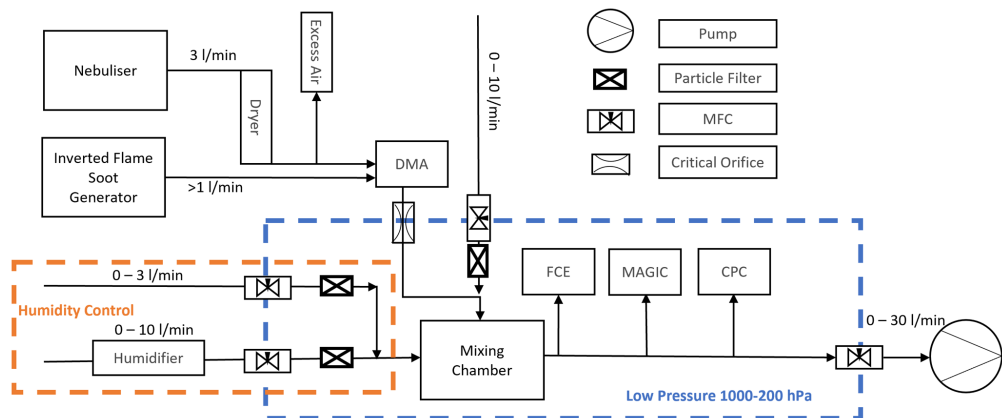 Nebuliser
3 l/min
Dryer
Excess Air
0 – 10 l/min
Pump
Particle Filter
MFC
Critical Orifice
Inverted Flame
Soot
Generator
>1 l/min
DMA
0 – 3 l/min
Humidity Control
0 – 10 l/min
Humidifier
Mixing
Chamber
FCE
MAGIC
CPC
0 – 30 l/min
Low Pressure 1000-200 hPa